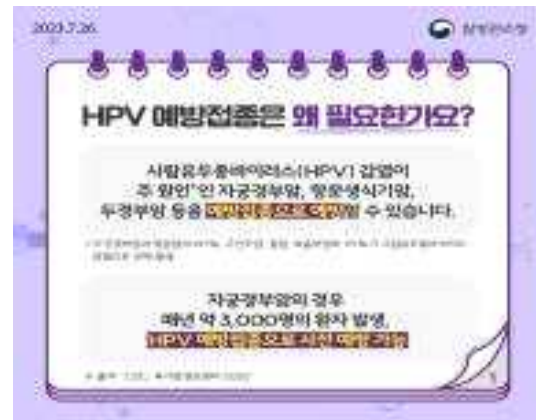 2023.7.26.
질병관리청
HPV 예방접종은 왜 필요한가요?
사람유두종바이러스(HPV) 감염이
주 원인*인 자궁경부암, 항문생식기암,
두경부암 등을 예방접종으로 예방할 수 있습니다.
자궁경부암의 경우
매년 약 3,000명의 환자 발생,
HPV 예방접종으로 사전 예방 가능